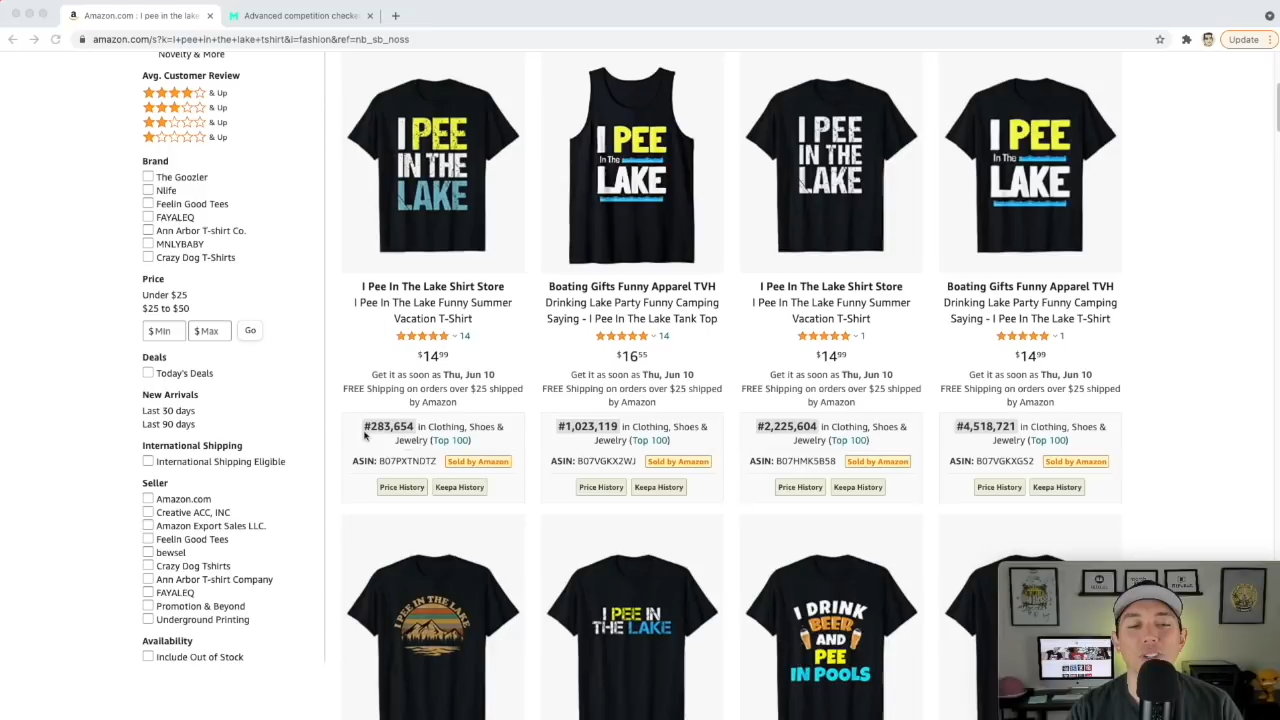 Amazon.com : I pee in the lake
Advanced competition checke
amazon.com/s?k=I+pee+in+the+lake+tshirt&i=fashion&ref=nb_sb_noss
Update
Novelty & More
Avg. Customer Review
& Up
& Up
& Up
& Up
Brand
The Goozler
Nlife
Feelin Good Tees
FAYALEQ
Ann Arbor T-shirt Co.
MNLYBABY
Crazy Dog T-Shirts
Price
Under $25
$25 to $50
$ Min
$ Max
Go
Deals
Today's Deals
New Arrivals
Last 30 days
Last 90 days
International Shipping
International Shipping Eligible
Seller
Amazon.com
Creative ACC, INC
Amazon Export Sales LLC.
Feelin Good Tees
bewsel
Crazy Dog Tshirts
Ann Arbor T-shirt Company
FAYALEQ
Promotion & Beyond
Underground Printing
Availability
Include Out of Stock
I PEE
IN THE
LAKE
I Pee In The Lake Shirt Store
I Pee In The Lake Funny Summer
Vacation T-Shirt
14
$14⁹⁹
Get it as soon as Thu, Jun 10
FREE Shipping on orders over $25 shipped
by Amazon
#283,654 in Clothing, Shoes &
Jewelry (Top 100)
ASIN: B07PXTNDTZ Sold by Amazon
Price History Keepa History
I PEE
In The
LAKE
Boating Gifts Funny Apparel TVH
Drinking Lake Party Funny Camping
Saying - I Pee In The Lake Tank Top
14
$16⁵⁵
Get it as soon as Thu, Jun 10
FREE Shipping on orders over $25 shipped
by Amazon
#1,023,119 in Clothing, Shoes &
Jewelry (Top 100)
ASIN: B07VGKX2WJ Sold by Amazon
Price History Keepa History
I PEE
IN THE
LAKE
I Pee In The Lake Shirt Store
I Pee In The Lake Funny Summer
Vacation T-Shirt
1
$14⁹⁹
Get it as soon as Thu, Jun 10
FREE Shipping on orders over $25 shipped
by Amazon
#2,225,604 in Clothing, Shoes &
Jewelry (Top 100)
ASIN: B07HMK5B58 Sold by Amazon
Price History Keepa History
I PEE
In The
LAKE
Boating Gifts Funny Apparel TVH
Drinking Lake Party Funny Camping
Saying - I Pee In The Lake T-Shirt
1
$14⁹⁹
Get it as soon as Thu, Jun 10
FREE Shipping on orders over $25 shipped
by Amazon
#4,518,721 in Clothing, Shoes &
Jewelry (Top 100)
ASIN: B07VGKXGS2 Sold by Amazon
Price History Keepa History
I PEE IN THE LAKE
I PEE IN
THE LAKE
I DRINK
BEER
AND
PEE
IN POOLS